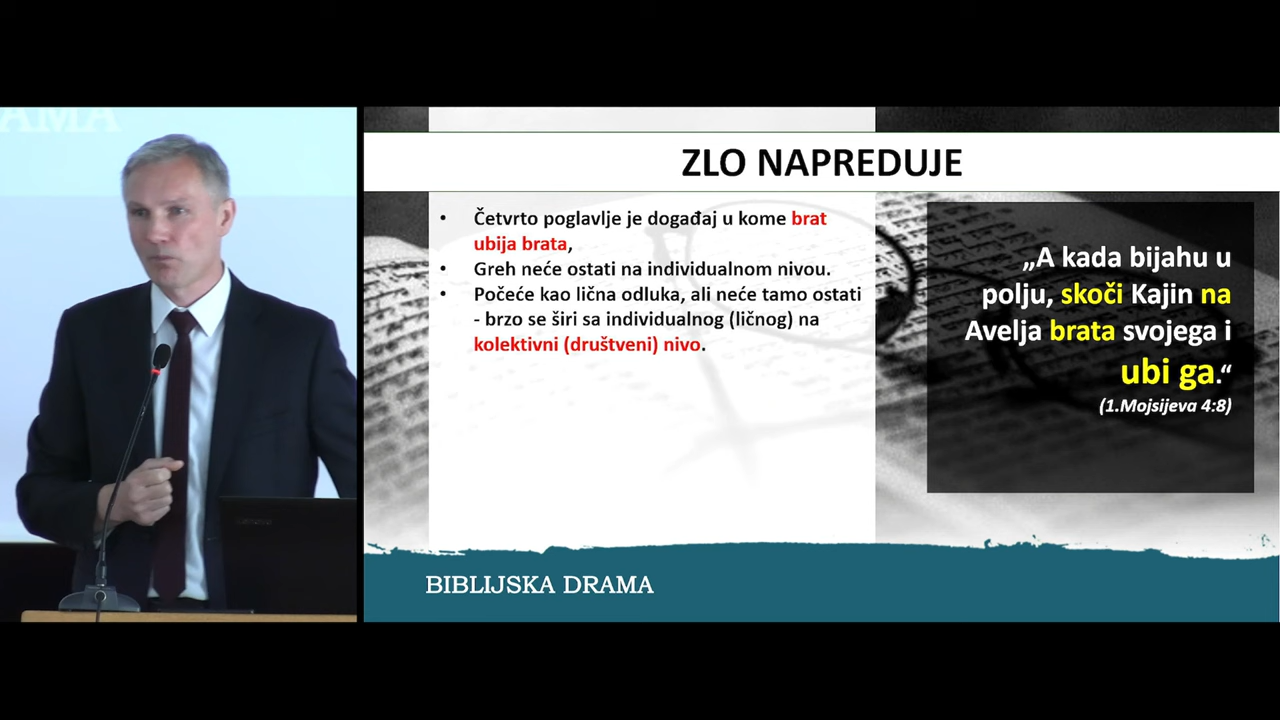 AMA
ZLO NAPREDUJE
• Četvrto poglavlje je događaj u kome brat
ubija brata,
• Greh neće ostati na individualnom nivou.
• Počeće kao lična odluka, ali neće tamo ostati
- brzo se širi sa individualnog (ličnog) na
kolektivni (društveni) nivo.
„A kada bijahu u
polju, skoči Kajin na
Avelja brata svojega i
ubi ga.“
(1.Mojsijeva 4:8)
BIBLIJSKA DRAMA